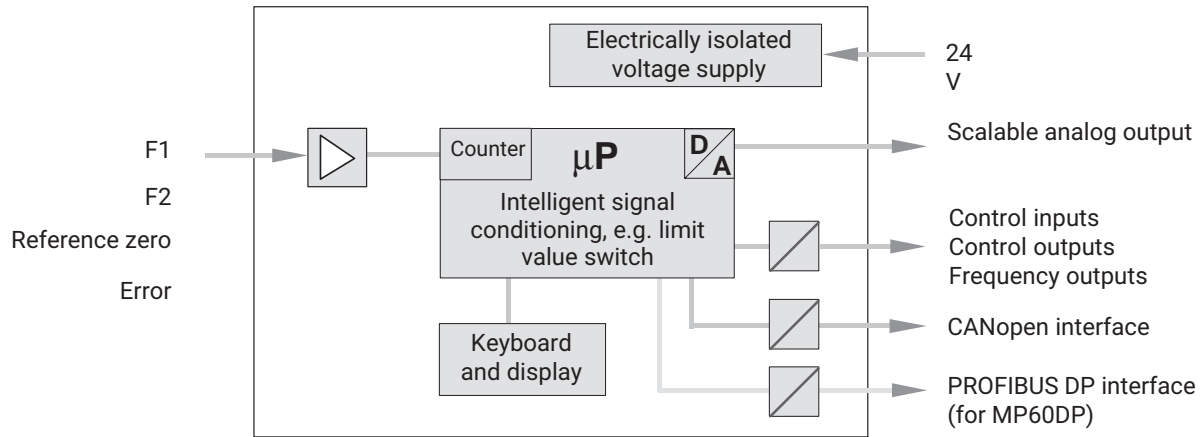 Electrically isolated
voltage supply
24
V
F1
F2
Reference zero
Error
Counter
µP
D
A
Intelligent signal
conditioning, e.g. limit
value switch
Keyboard
and display
Scalable analog output
Control inputs
Control outputs
Frequency outputs
CANopen interface
PROFIBUS DP interface
(for MP60DP)